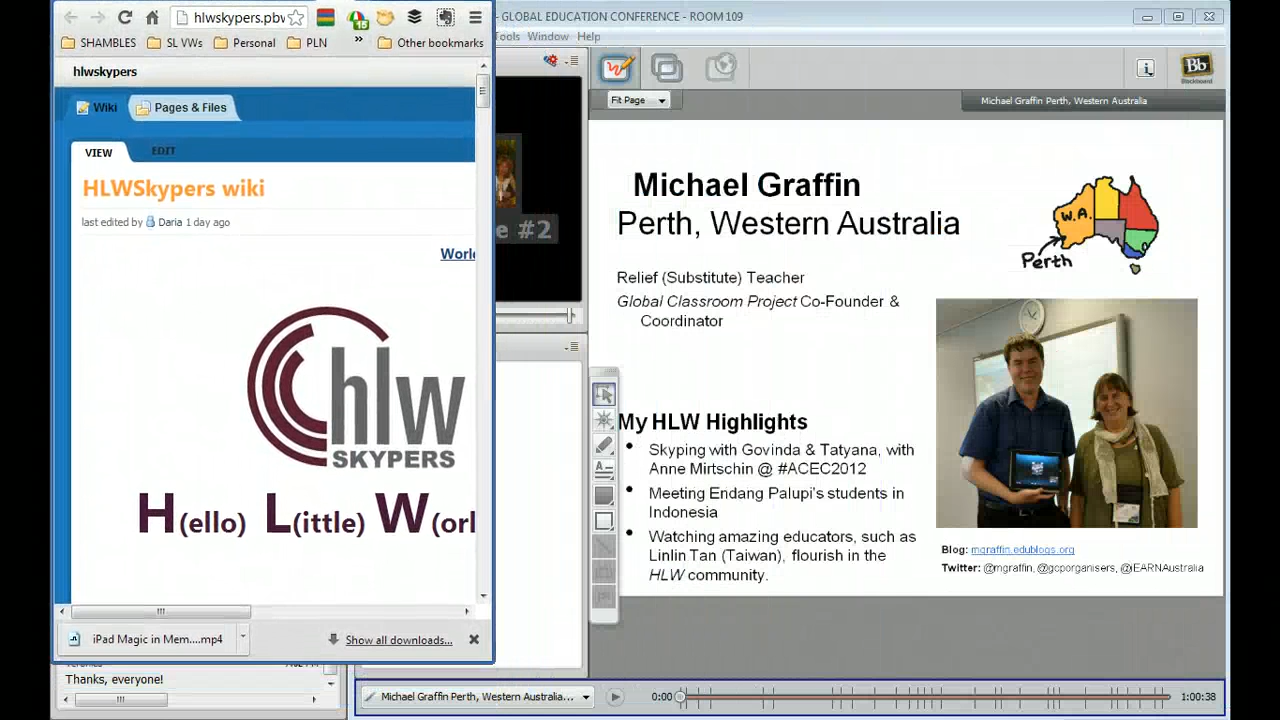 hlwskypers.pbw
15
SHAMBLES
SL VWs
Personal
PLN
»
Other bookmarks
hlwskypers
Wiki
Pages & Files
VIEW
EDIT
HLWSkypers wiki
last edited by Daria 1 day ago
Worl
hlw
SKYPERS
H(ello) L(ittle) W(orl
iPad Magic in Mem....mp4
Show all downloads...
Thanks, everyone!
- GLOBAL EDUCATION CONFERENCE - ROOM 109
Tools Window Help
e #2
Bb
Blackboard
Fit Page
Michael Graffin Perth, Western Australia
Michael Graffin
Perth, Western Australia
W.A.
Perth
Relief (Substitute) Teacher
Global Classroom Project Co-Founder &
Coordinator
My HLW Highlights
• Skyping with Govinda & Tatyana, with
Anne Mirtschin @ #ACEC2012
• Meeting Endang Palupi's students in
Indonesia
• Watching amazing educators, such as
Linlin Tan (Taiwan), flourish in the
HLW community.
Blog: mgraffin.edublogs.org
Twitter: @mgraffin, @gcporganisers, @iEARNAustralia
Michael Graffin Perth, Western Australia...
0:00
1:00:38